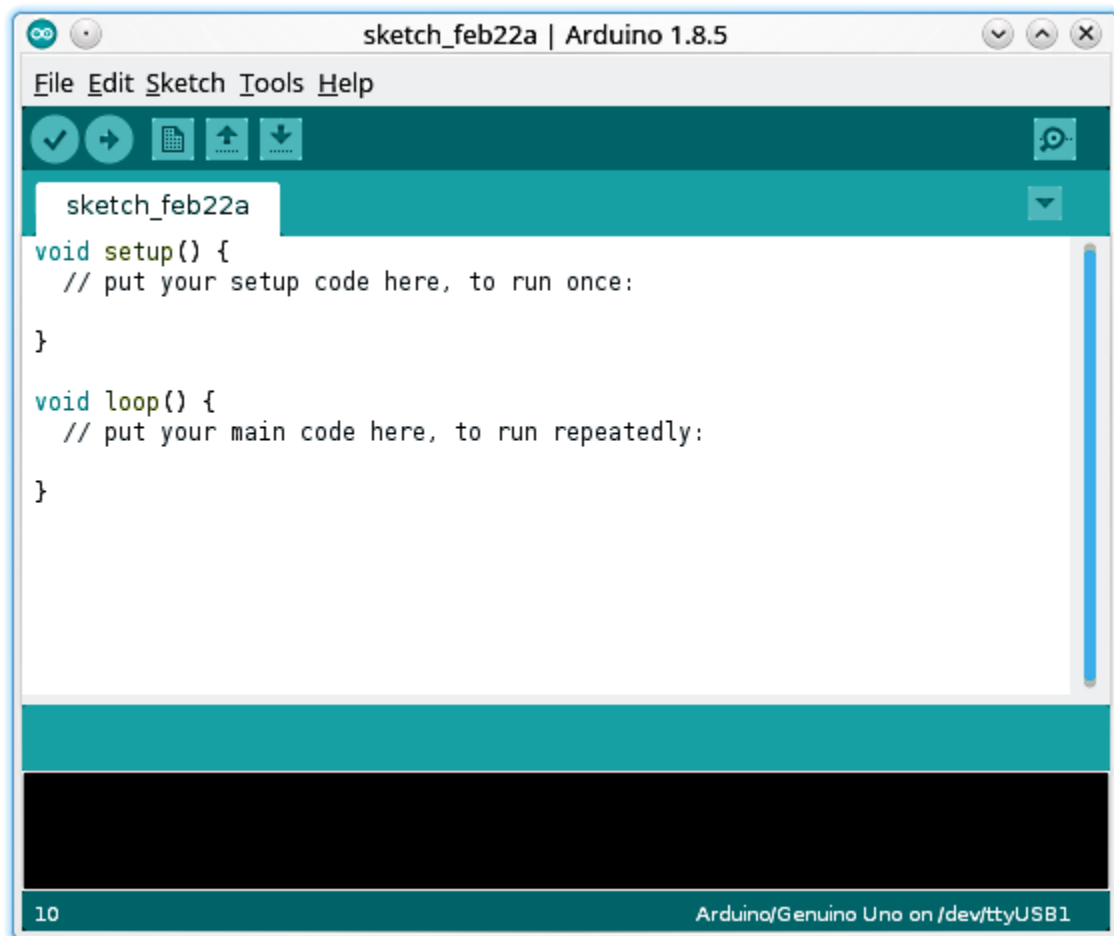 sketch_feb22a | Arduino 1.8.5
File Edit Sketch Tools Help
sketch_feb22a
void setup() {
  // put your setup code here, to run once:
}
void loop() {
  // put your main code here, to run repeatedly:
}
10 Arduino/Genuino Uno on /dev/ttyUSB1